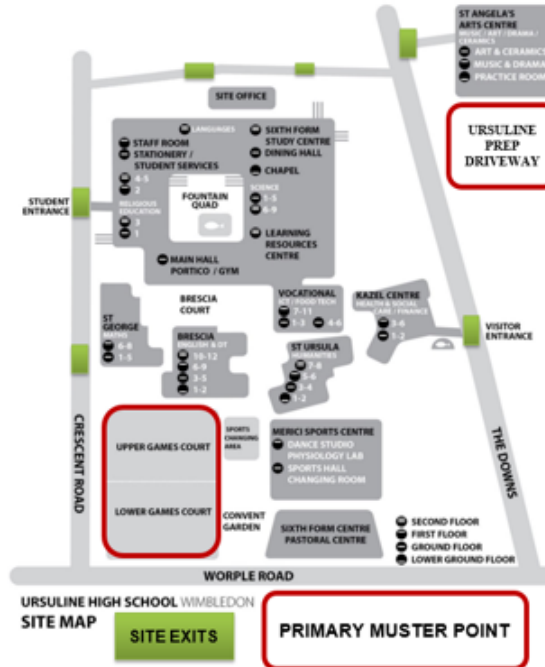 ST ANGELA'S
ARTS CENTRE
MUSIC / ART / DRAMA /
CERAMICS
ART & CERAMICS
MUSIC & DRAMA
PRACTICE ROOM
URSULINE
PREP
DRIVEWAY
SITE OFFICE
LANGUAGES
STAFF ROOM
STATIONERY /
STUDENT SERVICES
4-5
2
RELIGIOUS
EDUCATION
3
1
SIXTH FORM
STUDY CENTRE
DINING HALL
CHAPEL
SCIENCE
1-5
6-9
LEARNING
RESOURCES
CENTRE
FOUNTAIN
QUAD
STUDENT
ENTRANCE
MAIN HALL
PORTICO / GYM
BRESCIA
COURT
VOCATIONAL
ICT / FOOD TECH
7-11
1-3
4-6
KAZEL CENTRE
HEALTH & SOCIAL
CARE / FINANCE
3-6
1-2
VISITOR
ENTRANCE
ST
GEORGE
MATHS
6-8
1-5
BRESCIA
ENGLISH & DT
10-12
6-9
3-5
1-2
ST URSULA
HUMANITIES
7-8
5-6
3-4
1-2
CRESCENT ROAD
THE DOWNS
UPPER GAMES COURT
SPORTS
CHANGING
AREA
MERICI SPORTS CENTRE
DANCE STUDIO
PHYSIOLOGY LAB
SPORTS HALL
CHANGING ROOM
LOWER GAMES COURT
CONVENT
GARDEN
SIXTH FORM CENTRE
PASTORAL CENTRE
SECOND FLOOR
FIRST FLOOR
GROUND FLOOR
LOWER GROUND FLOOR
WORPLE ROAD
URSULINE HIGH SCHOOL WIMBLEDON
SITE MAP
SITE EXITS
PRIMARY MUSTER POINT